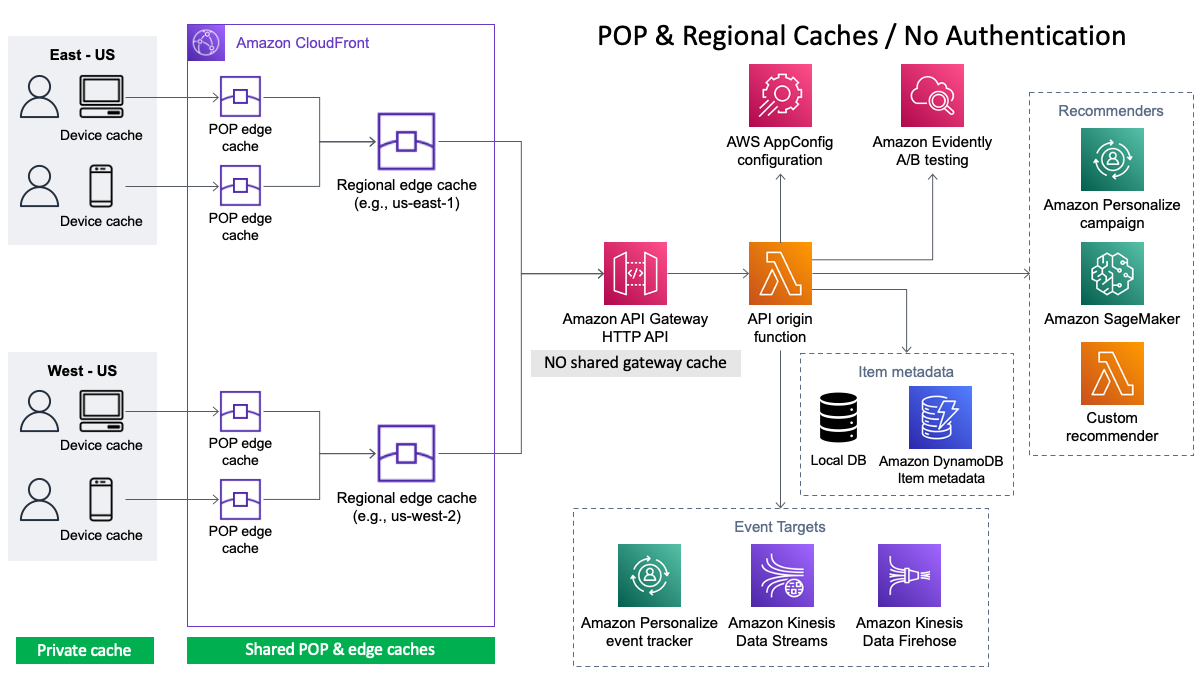 POP & Regional Caches / No Authentication
East - US
Device cache
Device cache
Amazon CloudFront
POP edge
cache
POP edge
cache
Regional edge cache
(e.g., us-east-1)
West - US
Device cache
Device cache
POP edge
cache
POP edge
cache
Regional edge cache
(e.g., us-west-2)
Private cache
Shared POP & edge caches
Amazon API Gateway
HTTP API
NO shared gateway cache
AWS AppConfig
configuration
Amazon Evidently
A/B testing
API origin
function
Recommenders
Amazon Personalize
campaign
Amazon SageMaker
Custom
recommender
Item metadata
Local DB
Amazon DynamoDB
Item metadata
Event Targets
Amazon Personalize
event tracker
Amazon Kinesis
Data Streams
Amazon Kinesis
Data Firehose